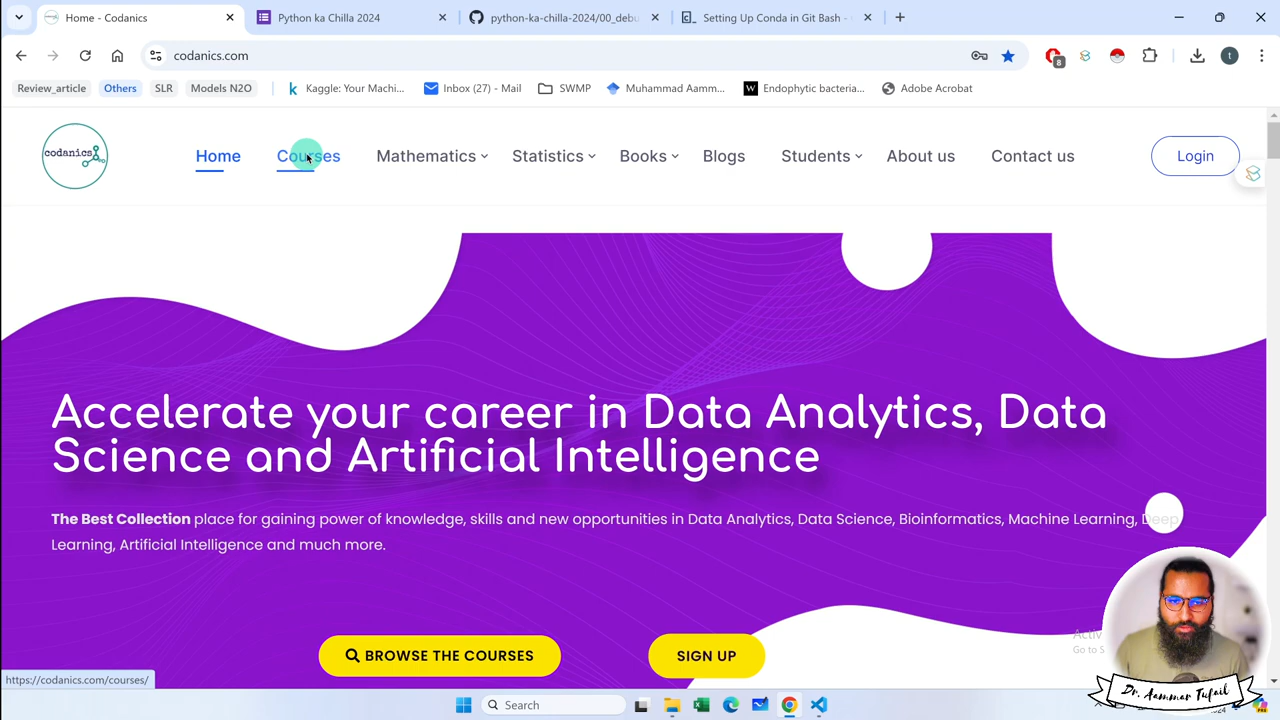 Home - Codanics
Python ka Chilla 2024
python-ka-chilla-2024/00_debu
Setting Up Conda in Git Bash -
codanics.com
8
t
Review_article
Others
SLR
Models N2O
Kaggle: Your Machi...
Inbox (27) - Mail
SWMP
Muhammad Aamm...
W
Endophytic bacteria...
Adobe Acrobat
codanics
Home
Courses
Mathematics
Statistics
Books
Blogs
Students
About us
Contact us
Login
Accelerate your career in Data Analytics, Data
Science and Artificial Intelligence
The Best Collection place for gaining power of knowledge, skills and new opportunities in Data Analytics, Data Science, Bioinformatics, Machine Learning, Deep
Learning, Artificial Intelligence and much more.
BROWSE THE COURSES
SIGN UP
Activ
Go to S
https://codanics.com/courses/
Search
Dr. Aammar Tufail